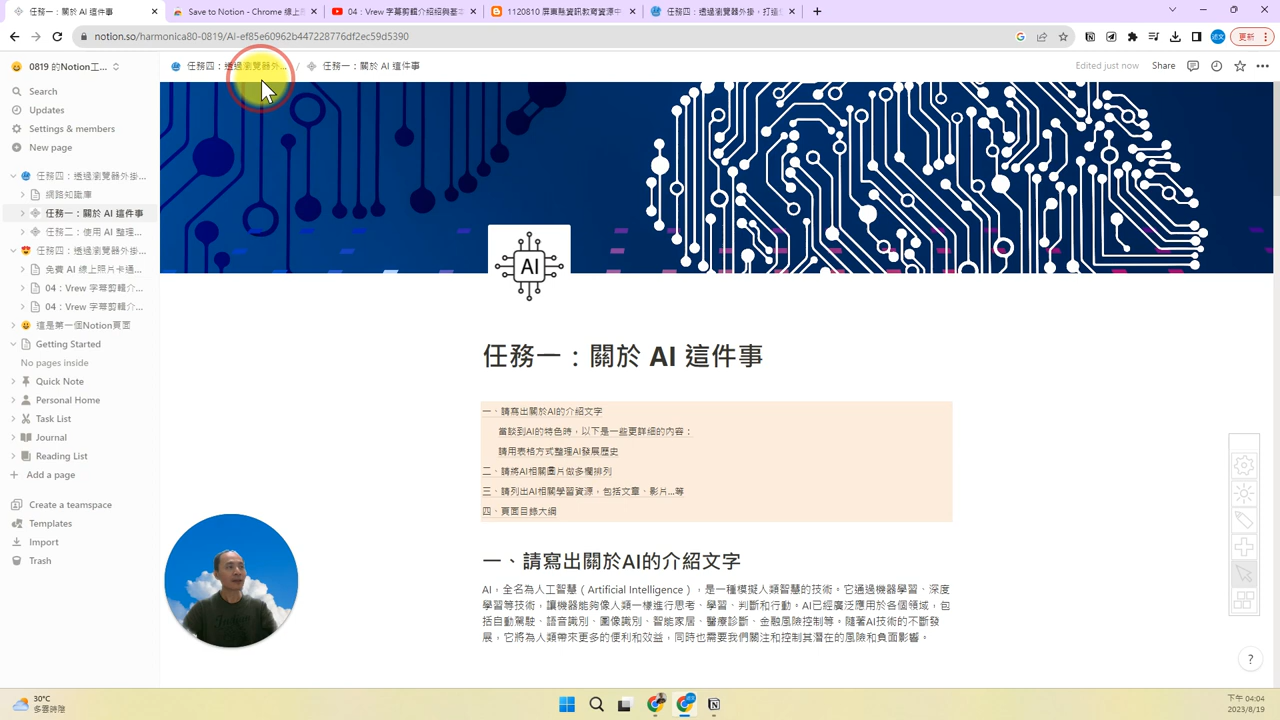 任務一：關於 AI 這件事
Save to Notion - Chrome 線上
04：Vrew 字幕剪輯介紹與基本
1120810 屏東縣資訊教育資源中
任務四：透過瀏覽器外掛，打造
notion.so/harmonica80-0819/AI-ef85e60962b447228776df2ec59d5390
更新
0819 的Notion工...
任務四：透過瀏覽器外... / 任務一：關於 AI 這件事
Edited just now
Share
Search
Updates
Settings & members
New page
任務四：透過瀏覽器外掛...
網路知識庫
任務一：關於 AI 這件事
任務二：使用 AI 整理...
任務四：透過瀏覽器外掛...
免費 AI 線上照片卡通...
04：Vrew 字幕剪輯介...
04：Vrew 字幕剪輯介...
這是第一個Notion頁面
Getting Started
No pages inside
Quick Note
Personal Home
Task List
Journal
Reading List
Add a page
Create a teamspace
Templates
Import
Trash
AI
任務一：關於 AI 這件事
一、請寫出關於AI的介紹文字
當談到AI的特色時，以下是一些更詳細的內容：
請用表格方式整理AI發展歷史
二、請將AI相關圖片做多欄排列
三、請列出AI相關學習資源，包括文章、影片...等
四、頁面目錄大綱
一、請寫出關於AI的介紹文字
AI，全名為人工智慧（Artificial Intelligence），是一種模擬人類智慧的技術。它通過機器學習、深度
學習等技術，讓機器能夠像人類一樣進行思考、學習、判斷和行動。AI已經廣泛應用於各個領域，包
括自動駕駛、語音識別、圖像識別、智能家居、醫療診斷、金融風險控制等。隨著AI技術的不斷發
展，它將為人類帶來更多的便利和效益，同時也需要我們關注和控制其潛在的風險和負面影響。
?
30°C
多雲時陰
下午 04:04
2023/8/19